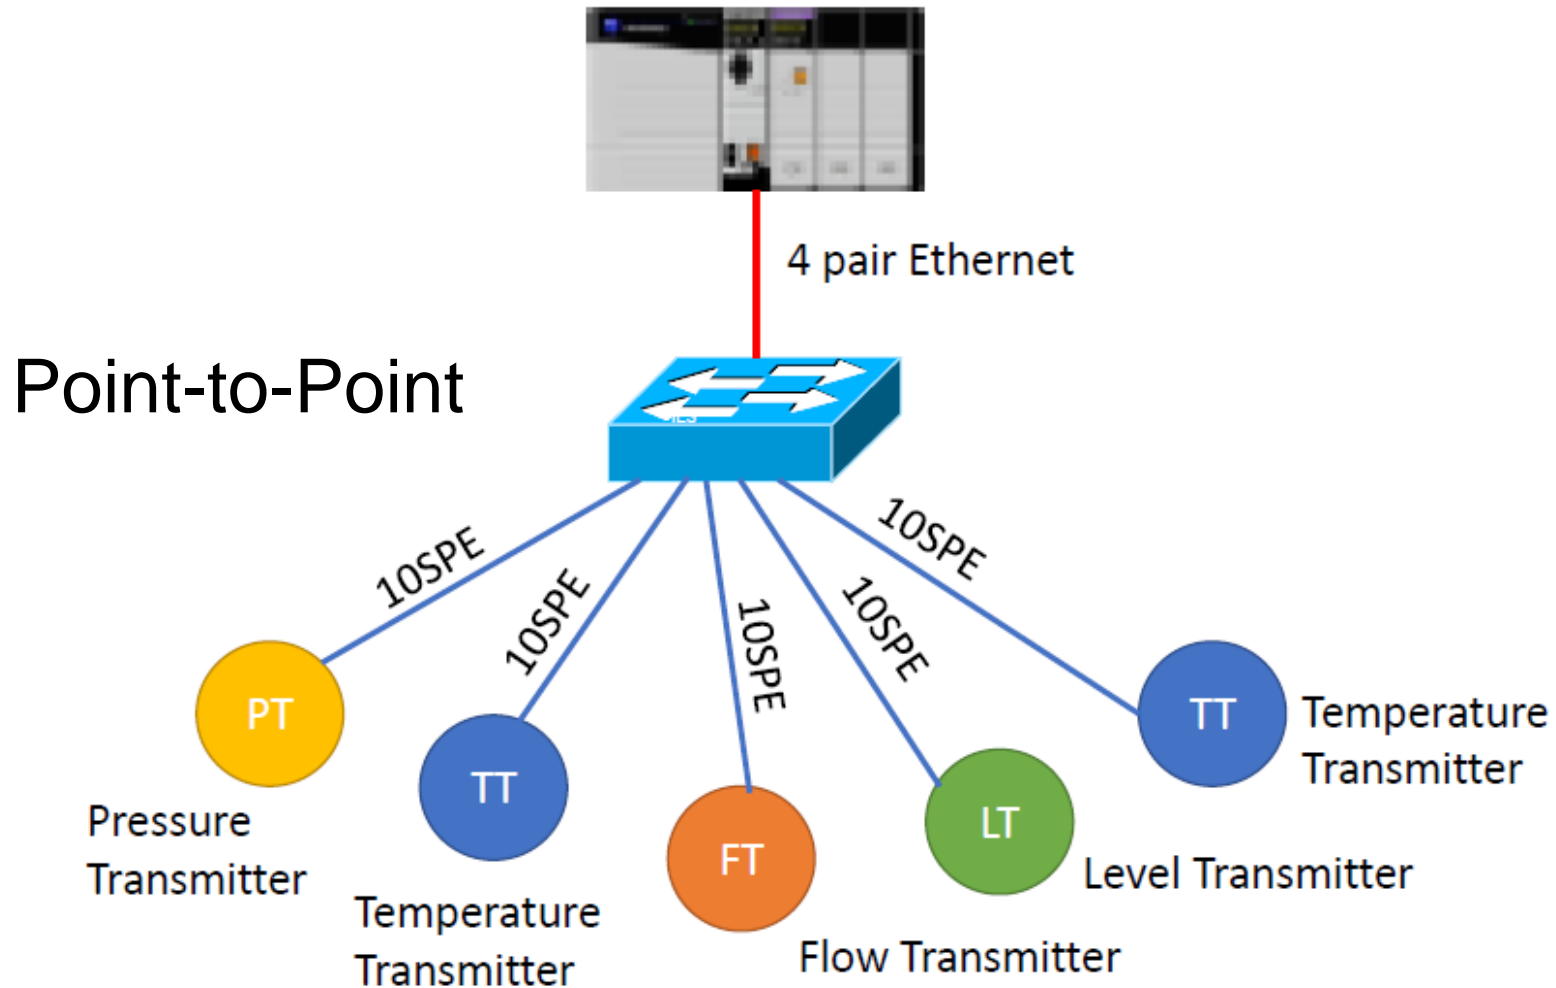 4 pair Ethernet
Point-to-Point
10SPE
10SPE
10SPE
10SPE
10SPE
PT
TT
FT
LT
TT
Pressure
Transmitter
Temperature
Transmitter
Flow Transmitter
Level Transmitter
Temperature
Transmitter